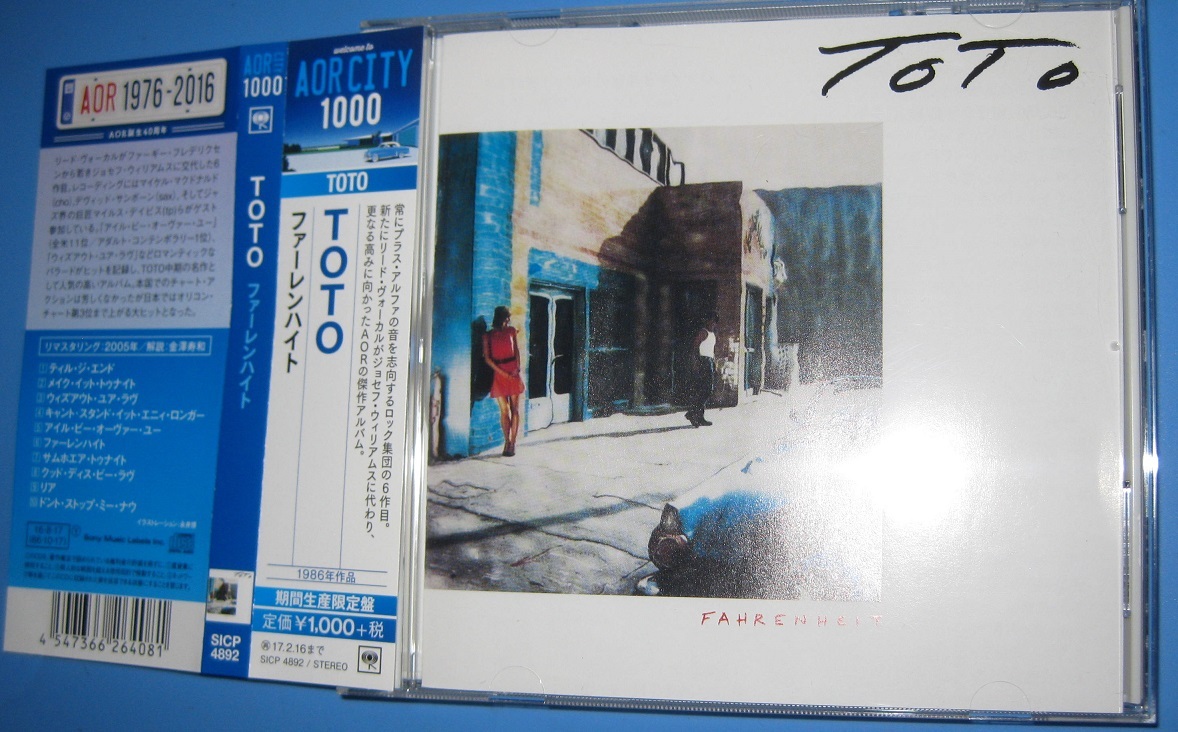 AOR 1976-2016
AOR誕生40周年
リード・ヴォーカルがファーギー・フレデリクセ
ンから若きジョセフ・ウィリアムスに交代した6
作目。レコーディングにはマイケル・マクドナルド
(cho)、デヴィッド・サンボーン(sax)、そしてジャ
ズ界の巨匠マイルス・デイビス(tp)らがゲスト
参加している。「アイル・ビー・オーヴァー・ユー」
(全米11位/アダルト・コンテンポラリー1位)、
「ウィズアウト・ユア・ラヴ」などロマンティックな
バラードがヒットを記録し、TOTO中期の名作と
して人気の高いアルバム。本国でのチャート・ア
クションは芳しくなかったが日本ではオリコン・
チャート第3位まで上がる大ヒットとなった。
リマスタリング:2005年/解説:金澤寿和
1 ティル・ジ・エンド
2 メイク・イット・トゥナイト
3 ウィズアウト・ユア・ラヴ
4 キャント・スタンド・イット・エニィ・ロンガー
5 アイル・ビー・オーヴァー・ユー
6 ファーレンハイト
7 サムホエア・トゥナイト
8 クッド・ディス・ビー・ラヴ
9 リア
10 ドント・ストップ・ミー・ナウ
イラストレーション:永井博
Sony Music Labels Inc.
4 547366 264081
AOR CITY
1000
TOTO ファーレンハイト
TOTO
SICP
4892
welcome to
AOR CITY
1000
TOTO
常にプラス・アルファの音を志向するロック集団の6作目。
新たにリード・ヴォーカルがジョセフ・ウィリアムスに代わり、
更なる高みに向かったAORの傑作アルバム。
TOTO
ファーレンハイト
1986年作品
期間生産限定盤
定価¥1,000+税
17.2.16まで
SICP 4892 / STEREO
TOTO
FAHRENHEIT